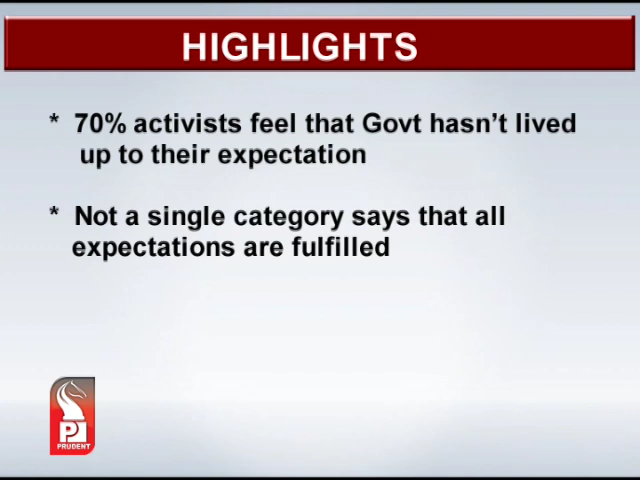 HIGHLIGHTS
* 70% activists feel that Govt hasn't lived
up to their expectation
* Not a single category says that all
expectations are fulfilled
P
PRUDENT